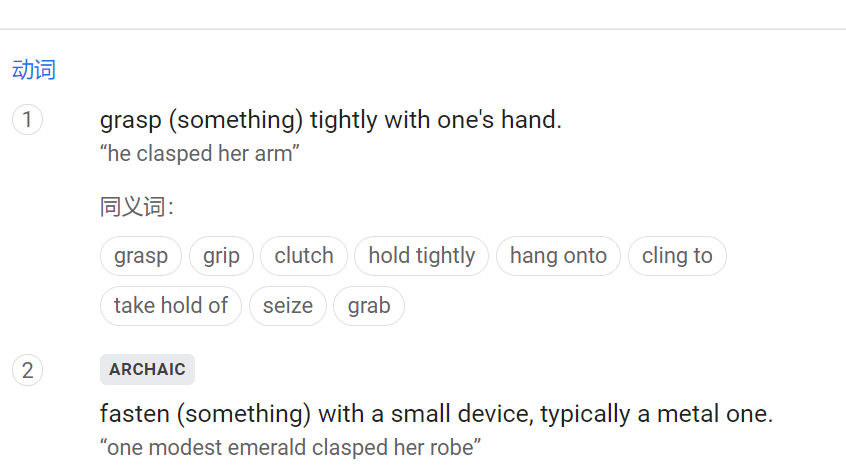 动词
1 grasp (something) tightly with one's hand.
“he clasped her arm”
同义词：
grasp grip clutch hold tightly hang onto cling to
take hold of seize grab
2 ARCHAIC
fasten (something) with a small device, typically a metal one.
“one modest emerald clasped her robe”